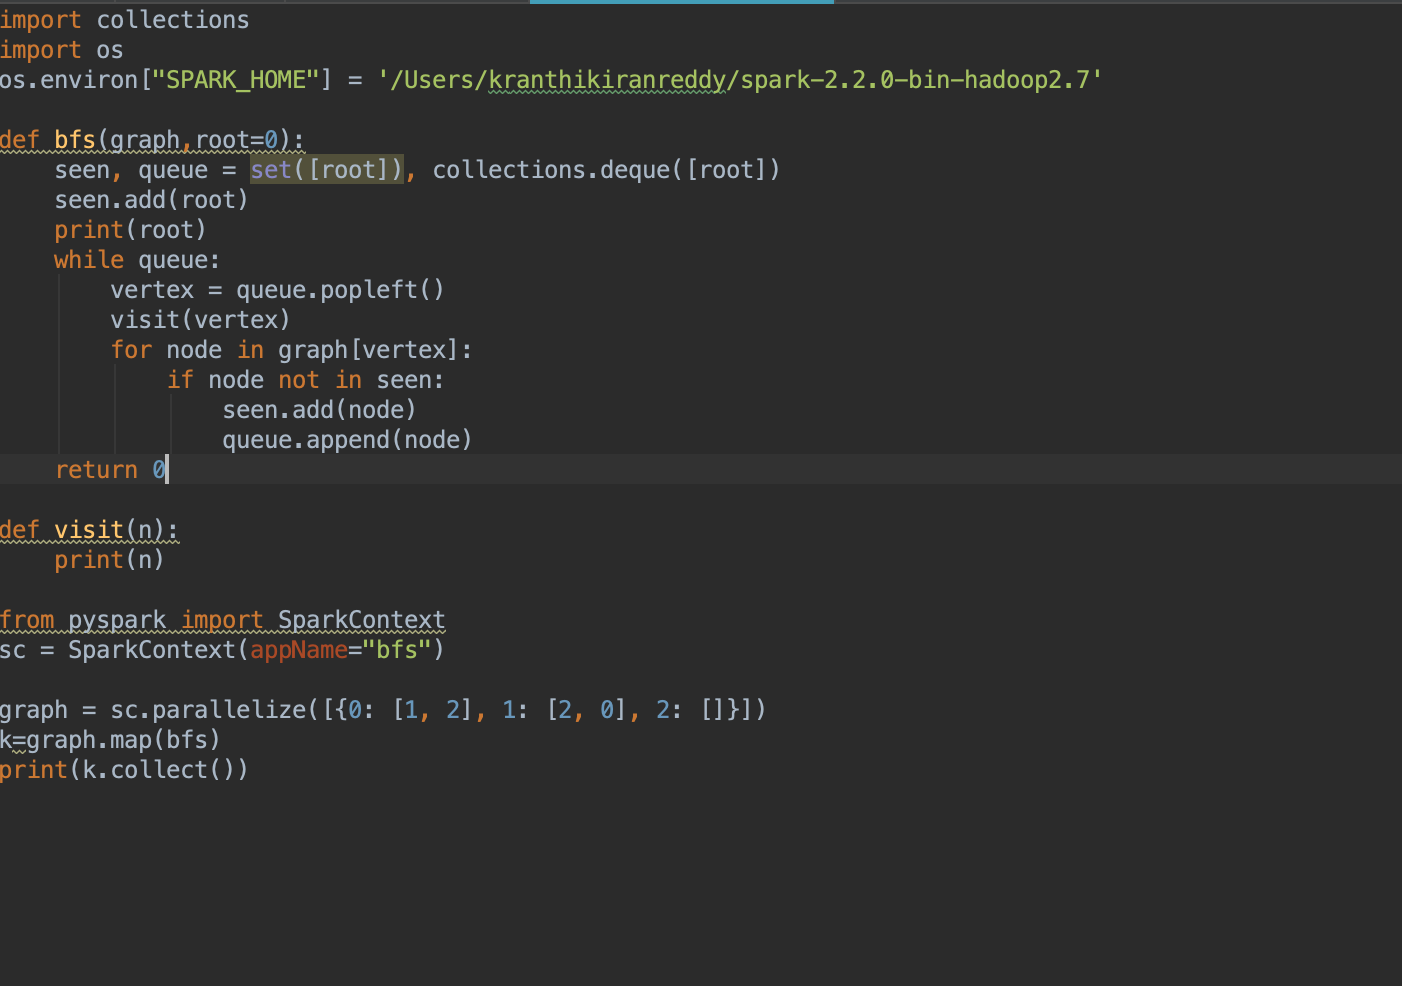 import collections
import os
os.environ["SPARK_HOME"] = '/Users/kranthikiranreddy/spark-2.2.0-bin-hadoop2.7'
def bfs(graph,root=0):
seen, queue = set([root]), collections.deque([root])
seen.add(root)
print(root)
while queue:
vertex = queue.popleft()
visit(vertex)
for node in graph[vertex]:
if node not in seen:
seen.add(node)
queue.append(node)
return 0
def visit(n):
print(n)
from pyspark import SparkContext
sc = SparkContext(appName="bfs")
graph = sc.parallelize([{0: [1, 2], 1: [2, 0], 2: []}])
k=graph.map(bfs)
print(k.collect())